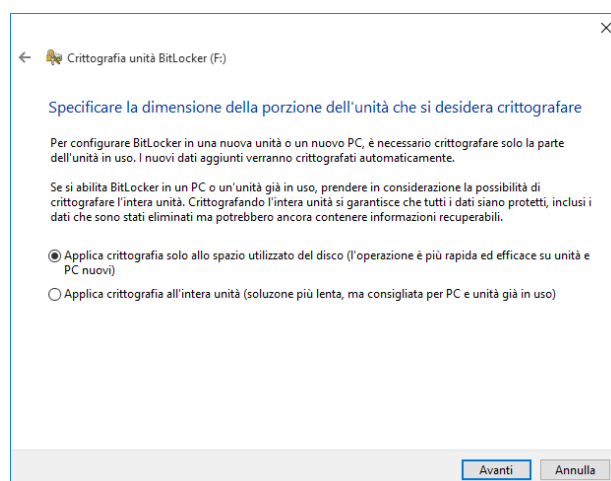 Crittografia unità BitLocker (F:)
Specificare la dimensione della porzione dell'unità che si desidera crittografare
Per configurare BitLocker in una nuova unità o un nuovo PC, è necessario crittografare solo la parte
dell'unità in uso. I nuovi dati aggiunti verranno crittografati automaticamente.
Se si abilita BitLocker in un PC o un'unità già in uso, prendere in considerazione la possibilità di
crittografare l'intera unità. Crittografando l'intera unità si garantisce che tutti i dati siano protetti, inclusi i
dati che sono stati eliminati ma potrebbero ancora contenere informazioni recuperabili.
Applica crittografia solo allo spazio utilizzato del disco (l'operazione è più rapida ed efficace su unità e
PC nuovi)
Applica crittografia all'intera unità (soluzone più lenta, ma consigliata per PC e unità già in uso)
Avanti Annulla